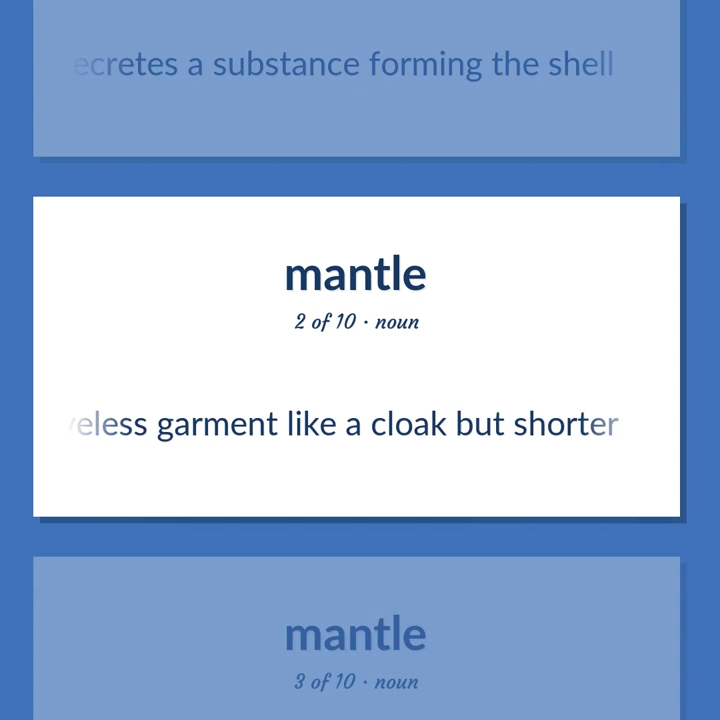 ecretes a substance forming the shell
mantle
2 of 10 · noun
eless garment like a cloak but shorter
mantle
3 of 10 · noun